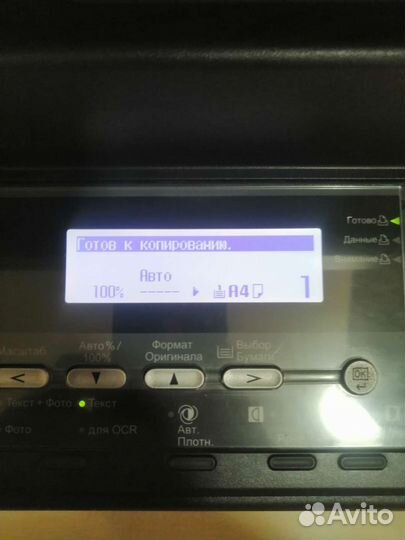 Готов к копированию.
Авто
100% ----- ▸ A4 1
Готово
Данные
Внимание
Масштаб
Авто%/
100%
Формат
Оригинала
Выбор
Бумаги
< ▼ ▲ > OK
Текст + Фото
Текст
Фото
для OCR
Авт.
Плотн.
Avito